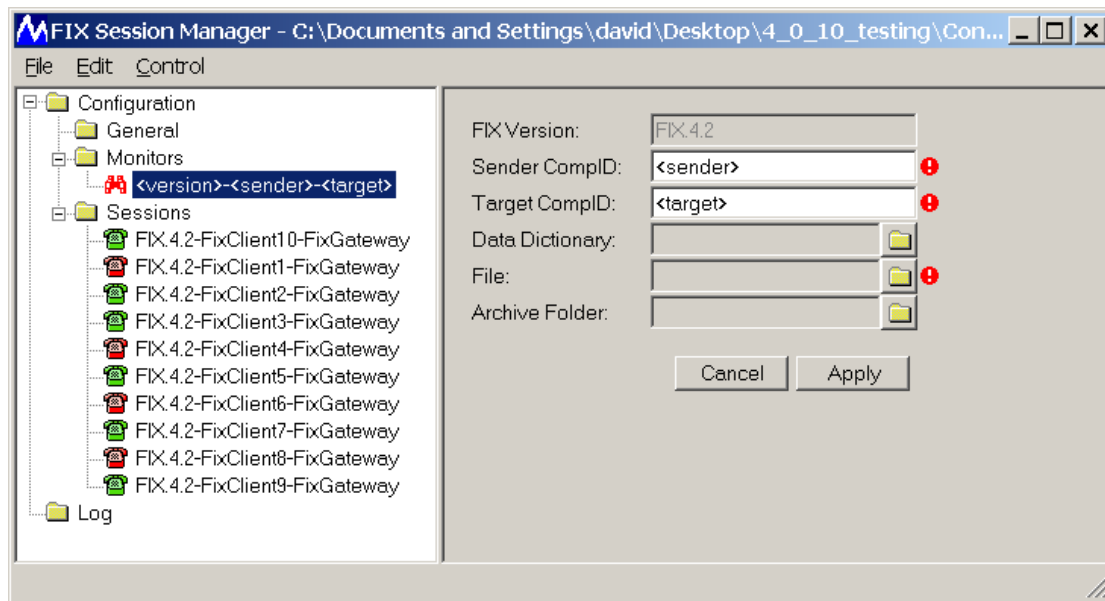 FIX Session Manager - C:\Documents and Settings\david\Desktop\4_0_10_testing\Con...
File Edit Control
Configuration
General
Monitors
<version>-<sender>-<target>
Sessions
FIX.4.2-FixClient10-FixGateway
FIX.4.2-FixClient1-FixGateway
FIX.4.2-FixClient2-FixGateway
FIX.4.2-FixClient3-FixGateway
FIX.4.2-FixClient4-FixGateway
FIX.4.2-FixClient5-FixGateway
FIX.4.2-FixClient6-FixGateway
FIX.4.2-FixClient7-FixGateway
FIX.4.2-FixClient8-FixGateway
FIX.4.2-FixClient9-FixGateway
Log
FIX Version: FIX.4.2
Sender CompID: <sender>
Target CompID: <target>
Data Dictionary:
File:
Archive Folder:
Cancel Apply